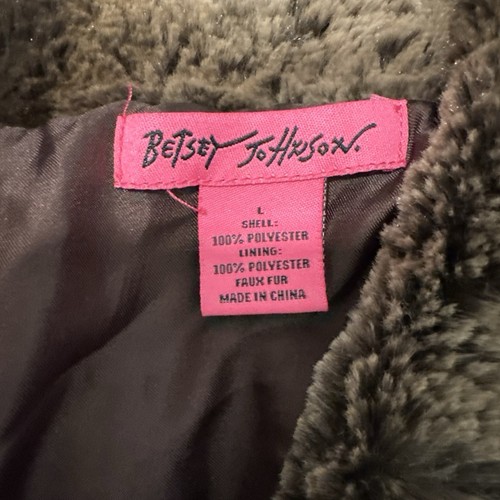 BETSEY JOHNSON.
L
SHELL:
100% POLYESTER
LINING:
100% POLYESTER
FAUX FUR
MADE IN CHINA